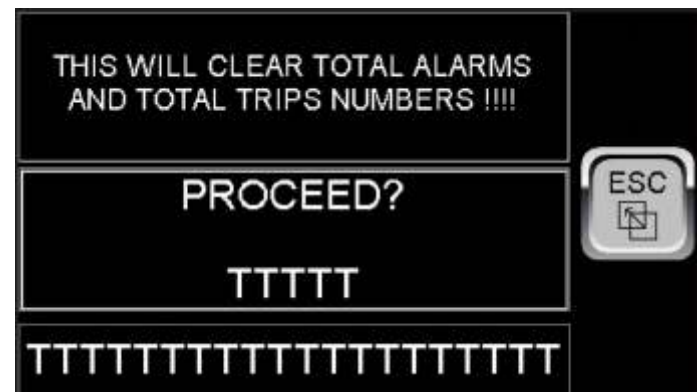 THIS WILL CLEAR TOTAL ALARMS
AND TOTAL TRIPS NUMBERS !!!!
PROCEED?
TTTTT
TTTTTTTTTTTTTTTTTTTT
ESC